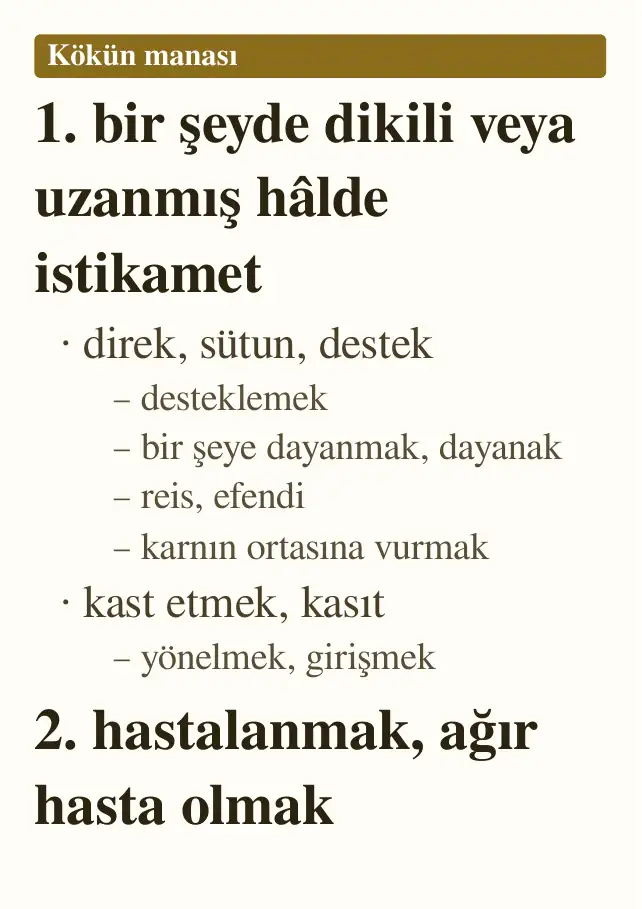 Kökün manası
1. bir şeyde dikili veya
uzanmış hâlde
istikamet
· direk, sütun, destek
– desteklemek
– bir şeye dayanmak, dayanak
– reis, efendi
– karnın ortasına vurmak
· kast etmek, kasıt
– yönelmek, girişmek
2. hastalanmak, ağır
hasta olmak